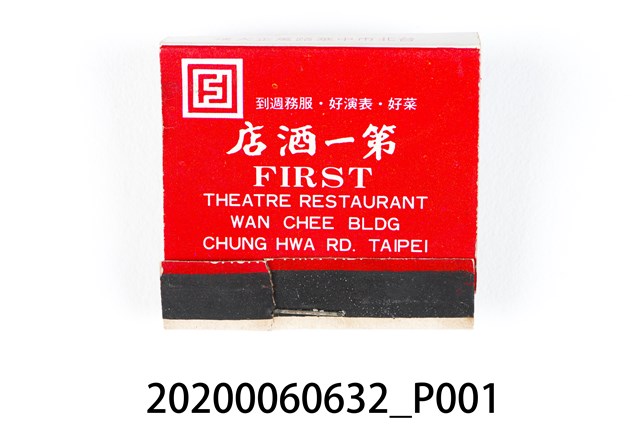 到週務服・好演表・好菜
店酒一第
FIRST
THEATRE RESTAURANT
WAN CHEE BLDG
CHUNG HWA RD. TAIPEI
20200060632_P001